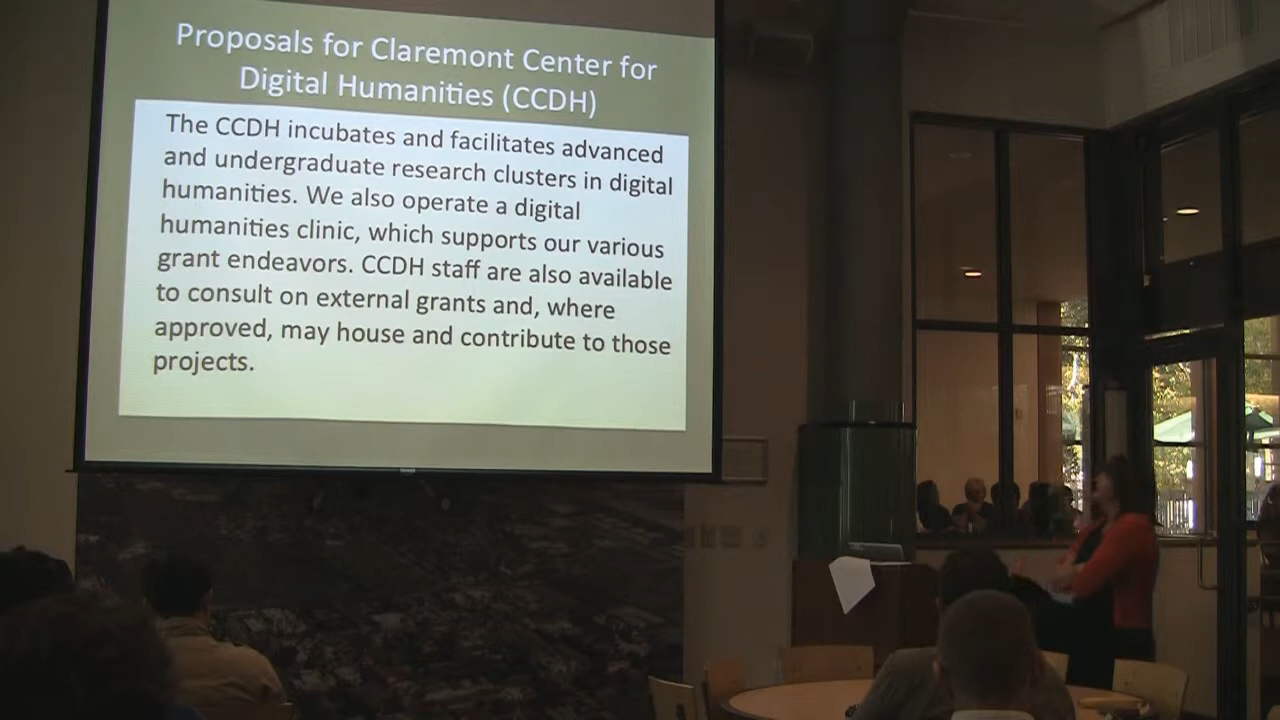 Proposals for Claremont Center for
Digital Humanities (CCDH)
The CCDH incubates and facilitates advanced
and undergraduate research clusters in digital
humanities. We also operate a digital
humanities clinic, which supports our various
grant endeavors. CCDH staff are also available
to consult on external grants and, where
approved, may house and contribute to those
projects.